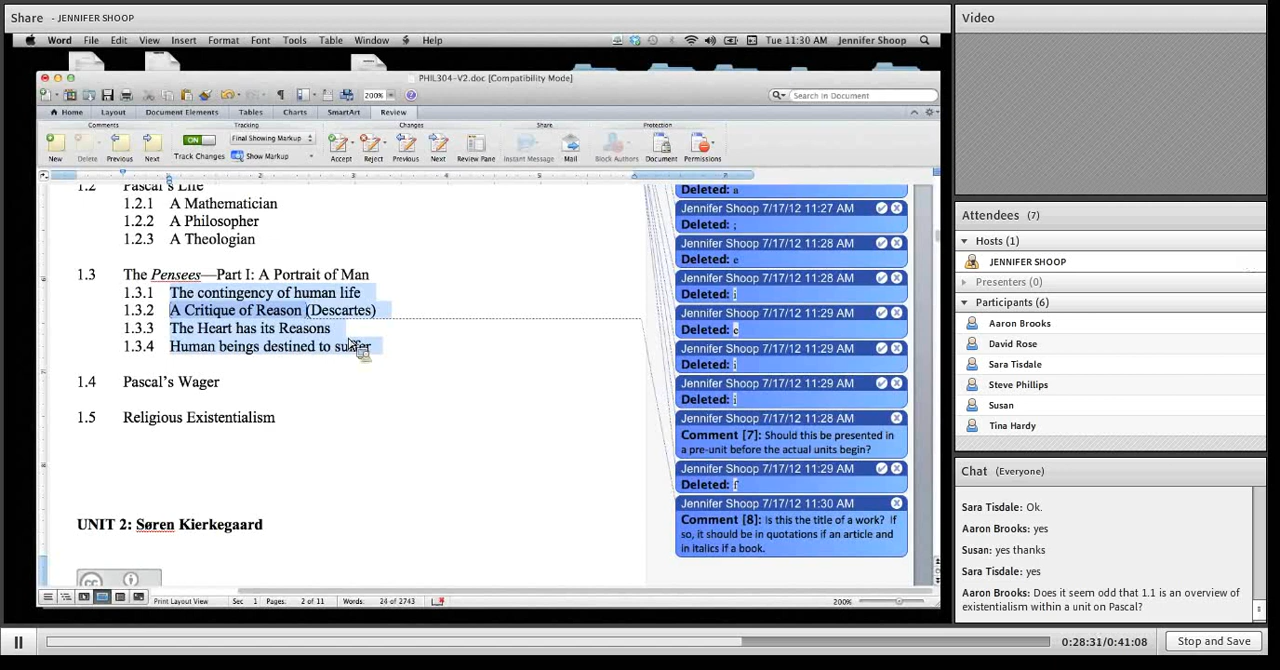 Share - JENNIFER SHOOP
Word File Edit View Insert Format Font Tools Table Window Help
Tue 11:30 AM Jennifer Shoop
PHIL304-V2.doc [Compatibility Mode]
200%
Search in Document
Home Layout Document Elements Tables Charts SmartArt Review
Comments Tracking Changes Share Protection
ON Final Showing Markup
Show Markup
New Delete Previous Next Track Changes Accept Reject Previous Next Review Pane Instant Message Mail Block Authors Document Permissions
2 3 4 5 7
1.2 Pascal's Life
1.2.1 A Mathematician
1.2.2 A Philosopher
1.2.3 A Theologian
1.3 The Pensees—Part I: A Portrait of Man
1.3.1 The contingency of human life
1.3.2 A Critique of Reason (Descartes)
1.3.3 The Heart has its Reasons
1.3.4 Human beings destined to suffer
1.4 Pascal's Wager
1.5 Religious Existentialism
UNIT 2: Søren Kierkegaard
cc
Deleted: a
Jennifer Shoop 7/17/12 11:27 AM
Deleted: ;
Jennifer Shoop 7/17/12 11:28 AM
Deleted: c
Jennifer Shoop 7/17/12 11:28 AM
Deleted: i
Jennifer Shoop 7/17/12 11:29 AM
Deleted: c
Jennifer Shoop 7/17/12 11:29 AM
Deleted: i
Jennifer Shoop 7/17/12 11:29 AM
Deleted: i
Jennifer Shoop 7/17/12 11:28 AM
Comment [7]: Should this be presented in
a pre-unit before the actual units begin?
Jennifer Shoop 7/17/12 11:29 AM
Deleted: f
Jennifer Shoop 7/17/12 11:30 AM
Comment [8]: Is this the title of a work? If
so, it should be in quotations if an article and
in italics if a book.
Print Layout View Sec 1 Pages: 2 of 11 Words: 24 of 2743 200%
Video
Attendees (7)
Hosts (1)
JENNIFER SHOOP
Presenters (0)
Participants (6)
Aaron Brooks
David Rose
Sara Tisdale
Steve Phillips
Susan
Tina Hardy
Chat (Everyone)
Sara Tisdale: Ok.
Aaron Brooks: yes
Susan: yes thanks
Sara Tisdale: yes
Aaron Brooks: Does it seem odd that 1.1 is an overview of
existentialism within a unit on Pascal?
0:28:31/0:41:08 Stop and Save